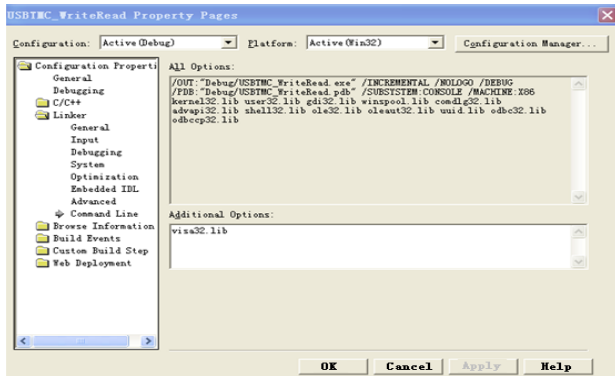 USBTMC_WriteRead Property Pages
Configuration: Active(Debug) Platform: Active(Win32) Configuration Manager...
Configuration Properti
General
Debugging
C/C++
Linker
General
Input
Debugging
System
Optimization
Embedded IDL
Advanced
Command Line
Browse Information
Build Events
Custom Build Step
Web Deployment
All Options:
/OUT:"Debug/USBTMC_WriteRead.exe" /INCREMENTAL /NOLOGO /DEBUG
/PDB:"Debug/USBTMC_WriteRead.pdb" /SUBSYSTEM:CONSOLE /MACHINE:X86
kernel32.lib user32.lib gdi32.lib winspool.lib comdlg32.lib
advapi32.lib shell32.lib ole32.lib oleaut32.lib uuid.lib odbc32.lib
odbccp32.lib
Additional Options:
visa32.lib
OK Cancel Apply Help